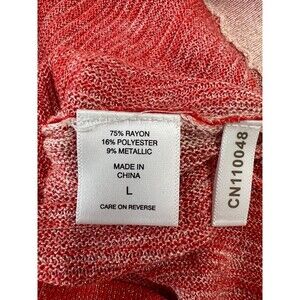 75% RAYON
16% POLYESTER
9% METALLIC
MADE IN
CHINA
L
CARE ON REVERSE
CN110048